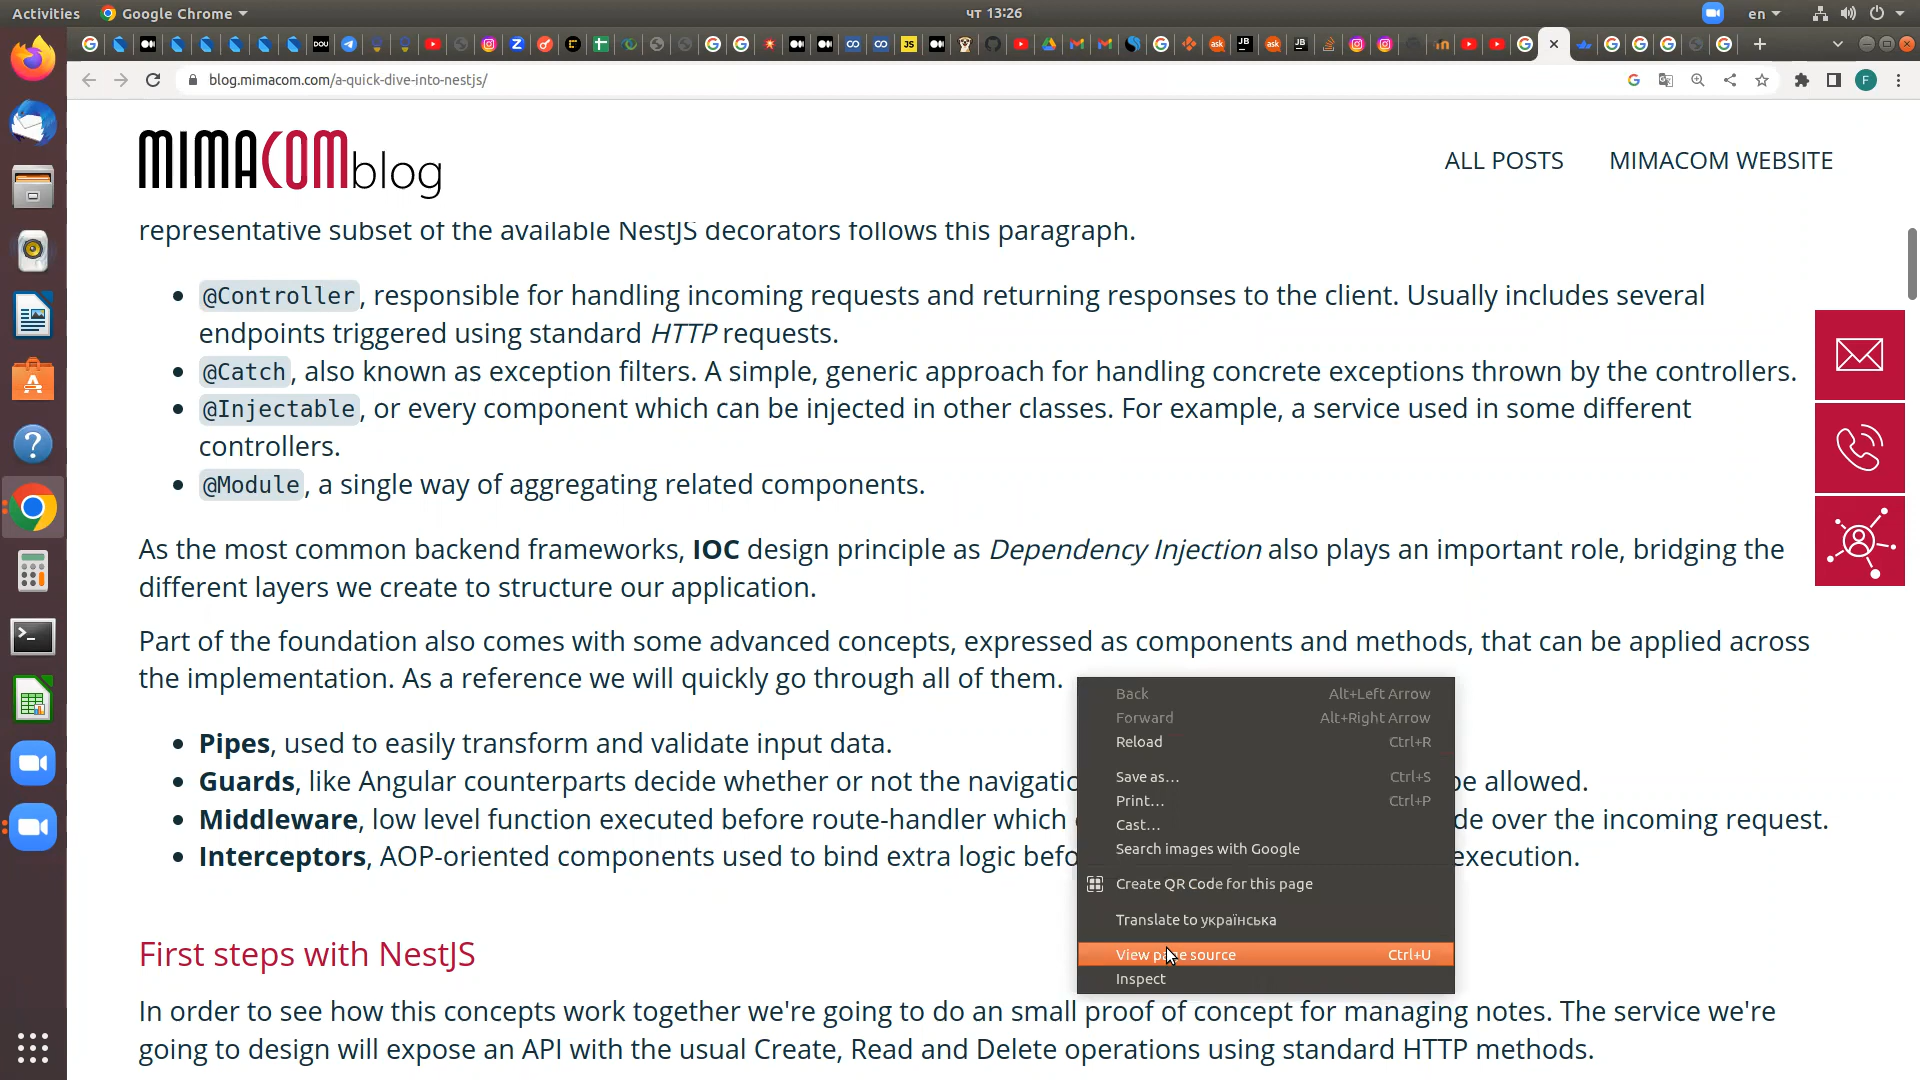 Activities Google Chrome чт 13:26 en
DOU JS JB ask ask JB in
blog.mimacom.com/a-quick-dive-into-nestjs/ F
MIMACOM blog ALL POSTS MIMACOM WEBSITE
representative subset of the available NestJS decorators follows this paragraph.
@Controller, responsible for handling incoming requests and returning responses to the client. Usually includes several
endpoints triggered using standard HTTP requests.
@Catch, also known as exception filters. A simple, generic approach for handling concrete exceptions thrown by the controllers.
@Injectable, or every component which can be injected in other classes. For example, a service used in some different
controllers.
@Module, a single way of aggregating related components.
As the most common backend frameworks, IOC design principle as Dependency Injection also plays an important role, bridging the
different layers we create to structure our application.
Part of the foundation also comes with some advanced concepts, expressed as components and methods, that can be applied across
the implementation. As a reference we will quickly go through all of them.
Pipes, used to easily transform and validate input data.
Guards, like Angular counterparts decide whether or not the navigatio be allowed.
Middleware, low level function executed before route-handler which de over the incoming request.
Interceptors, AOP-oriented components used to bind extra logic befo execution.
Back Alt+Left Arrow
Forward Alt+Right Arrow
Reload Ctrl+R
Save as... Ctrl+S
Print... Ctrl+P
Cast...
Search images with Google
Create QR Code for this page
Translate to українська
View page source Ctrl+U
Inspect
First steps with NestJS
In order to see how this concepts work together we're going to do an small proof of concept for managing notes. The service we're
going to design will expose an API with the usual Create, Read and Delete operations using standard HTTP methods.